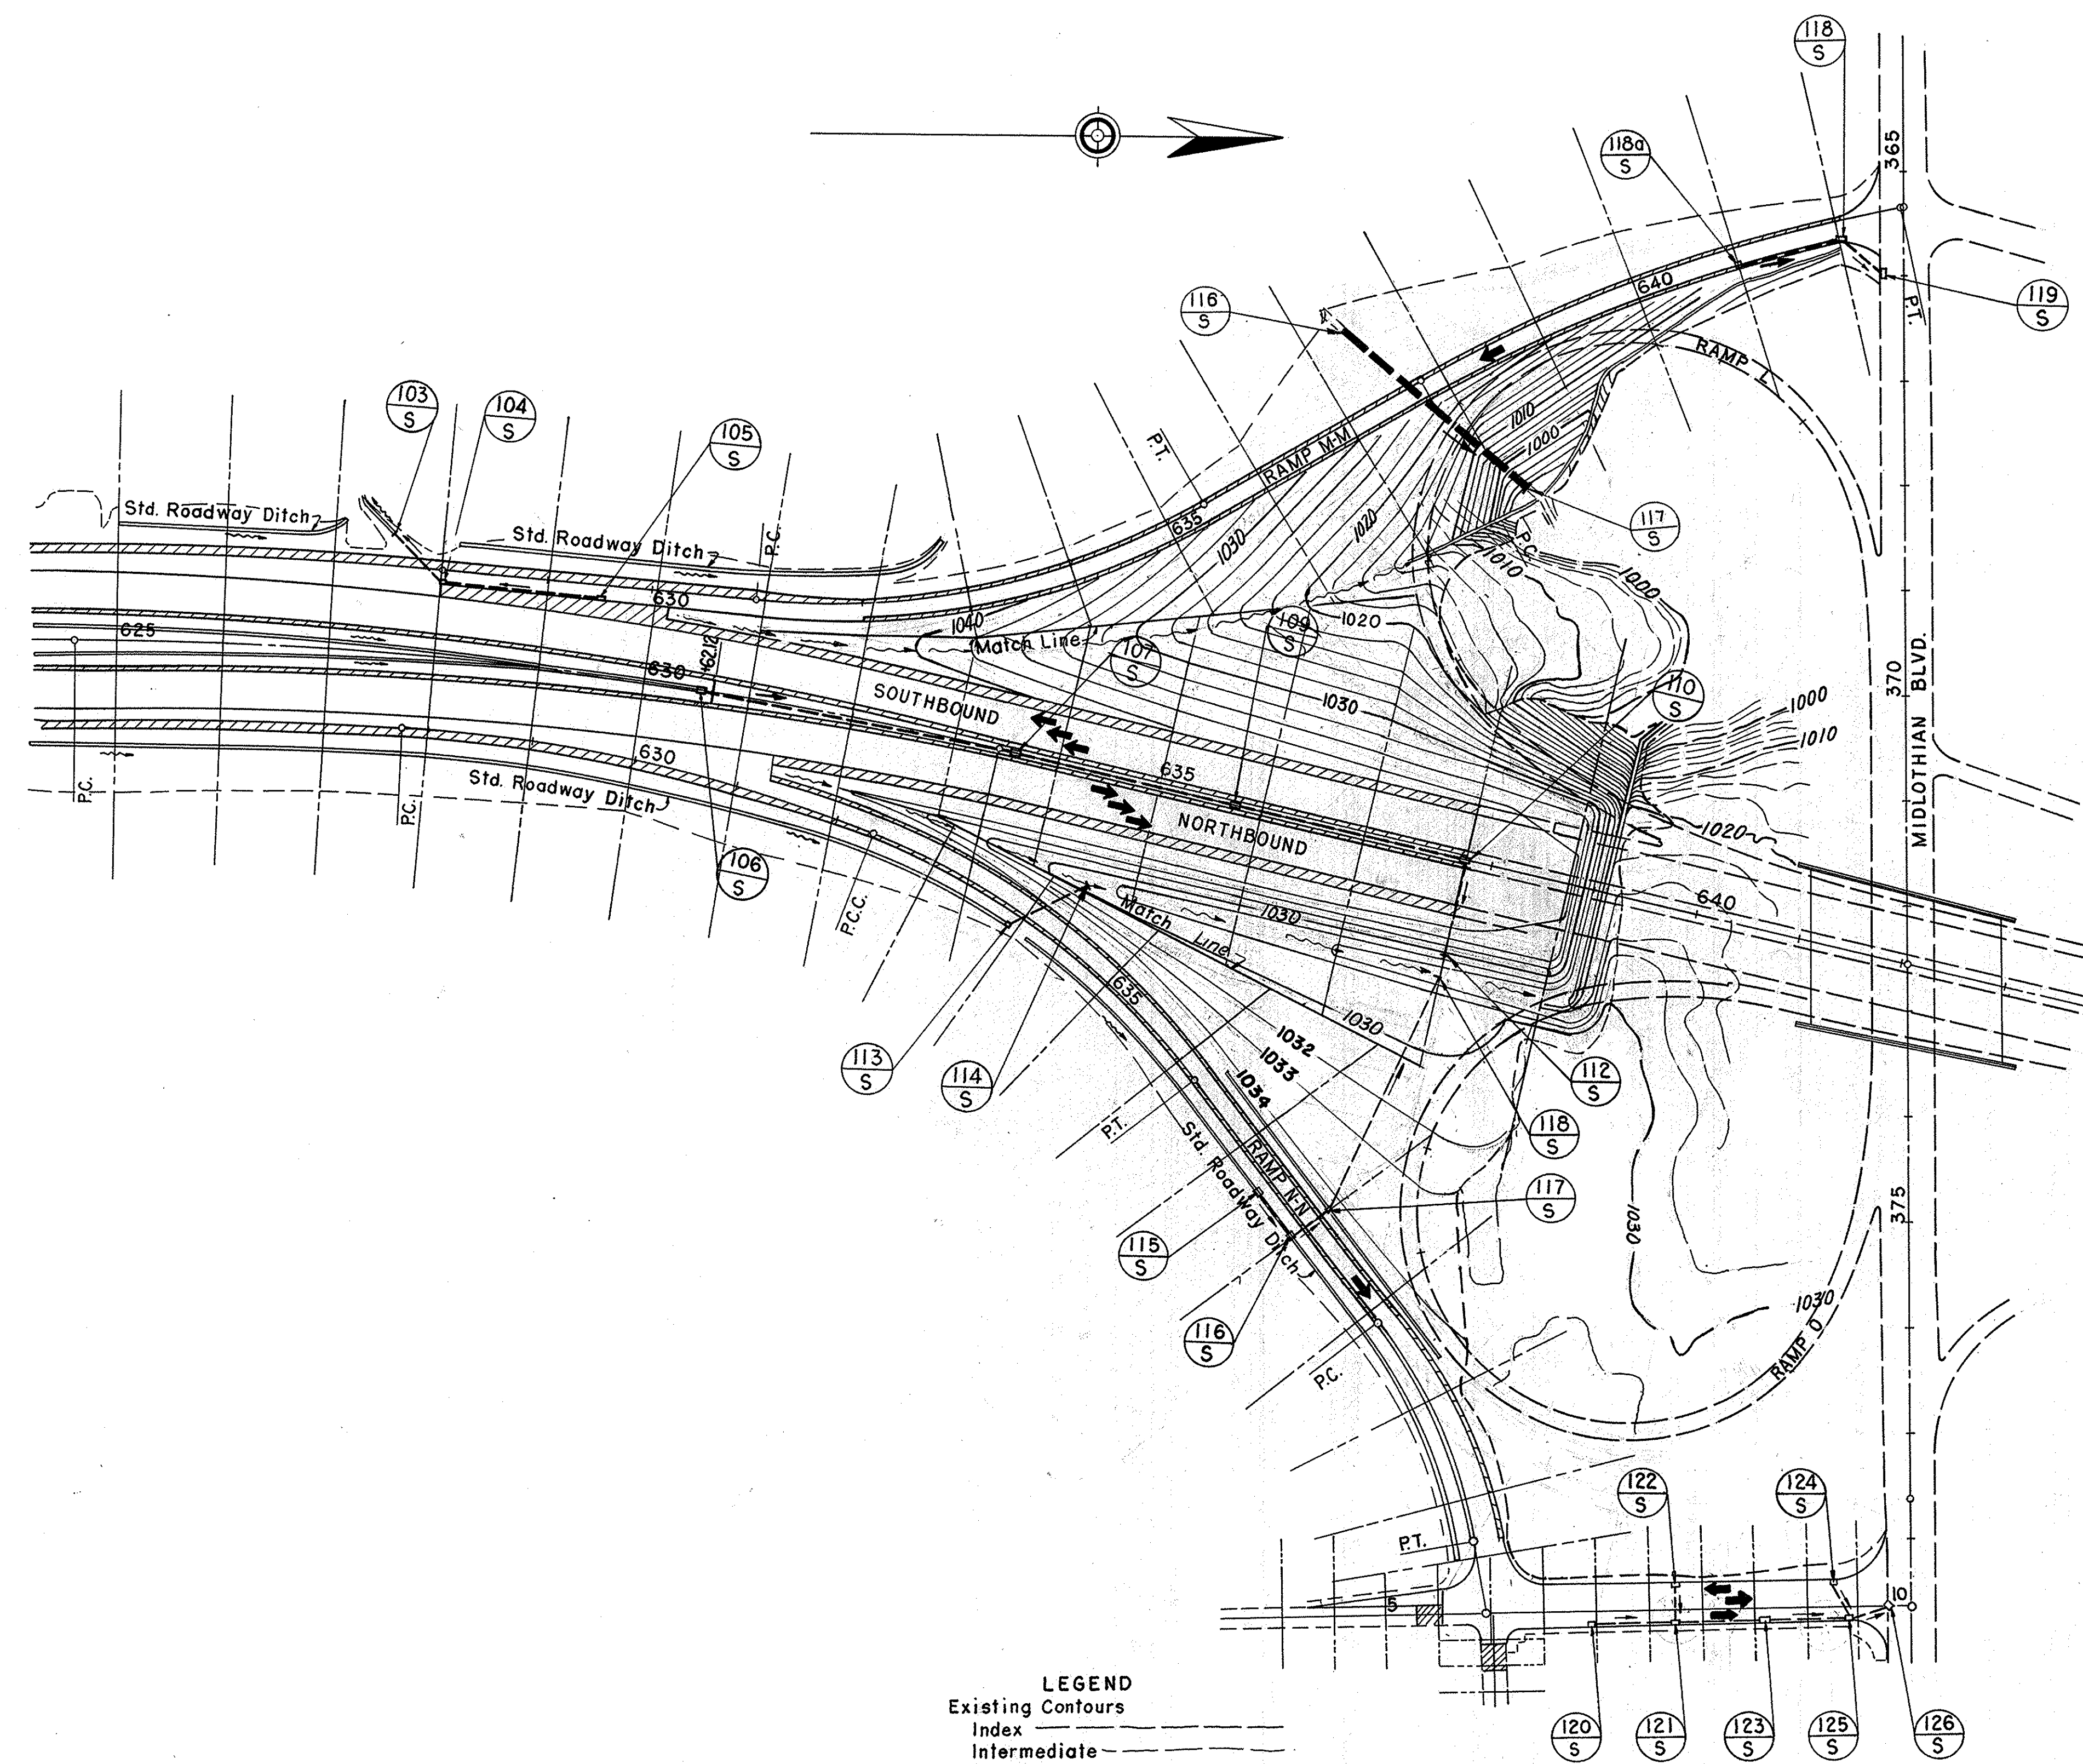 118
S
365
118a
S
640
119
S
P.T.
116
S
RAMP L
103
S
104
S
105
S
1010
1000
P.T.
RAMP M-M
117
S
Std. Roadway Ditch
Std. Roadway Ditch
P.C.
635
1030
1020
P.C.
1010
1000
630
1040
Match Line
109
S
1020
625
630
+62.12
107
S
SOUTHBOUND
1030
110
S
1000
1010
370
MIDLOTHIAN BLVD.
630
635
P.C.
P.C.
Std. Roadway Ditch
NORTHBOUND
1020
106
S
P.C.C.
Match
Line
1030
640
635
1030
1032
1033
1034
113
S
114
S
112
S
118
S
P.T.
Std. Roadway Ditch
RAMP N-N
117
S
1030
375
115
S
116
S
P.C.
1030
RAMP O
122
S
124
S
P.T.
5
10
120
S
121
S
123
S
125
S
126
S
LEGEND
Existing Contours
Index
Intermediate